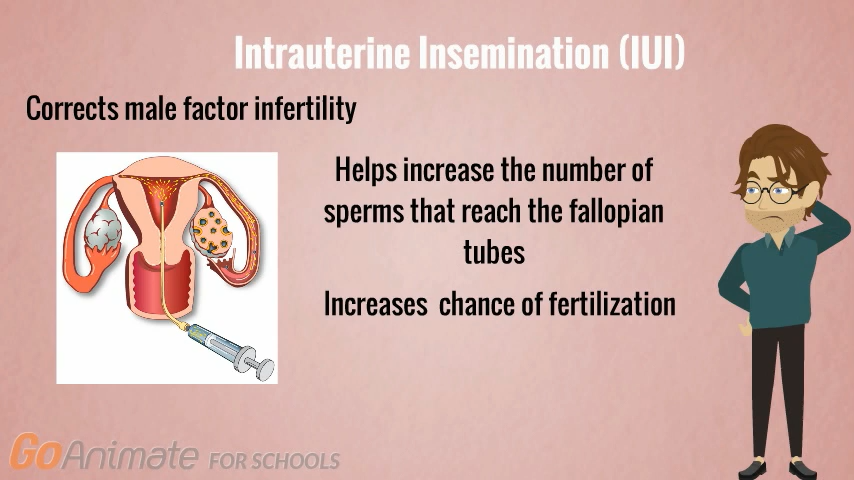 Intrauterine Insemination (IUI)
Corrects male factor infertility
Helps increase the number of
sperms that reach the fallopian
tubes
Increases chance of fertilization
GoAnimate FOR SCHOOLS